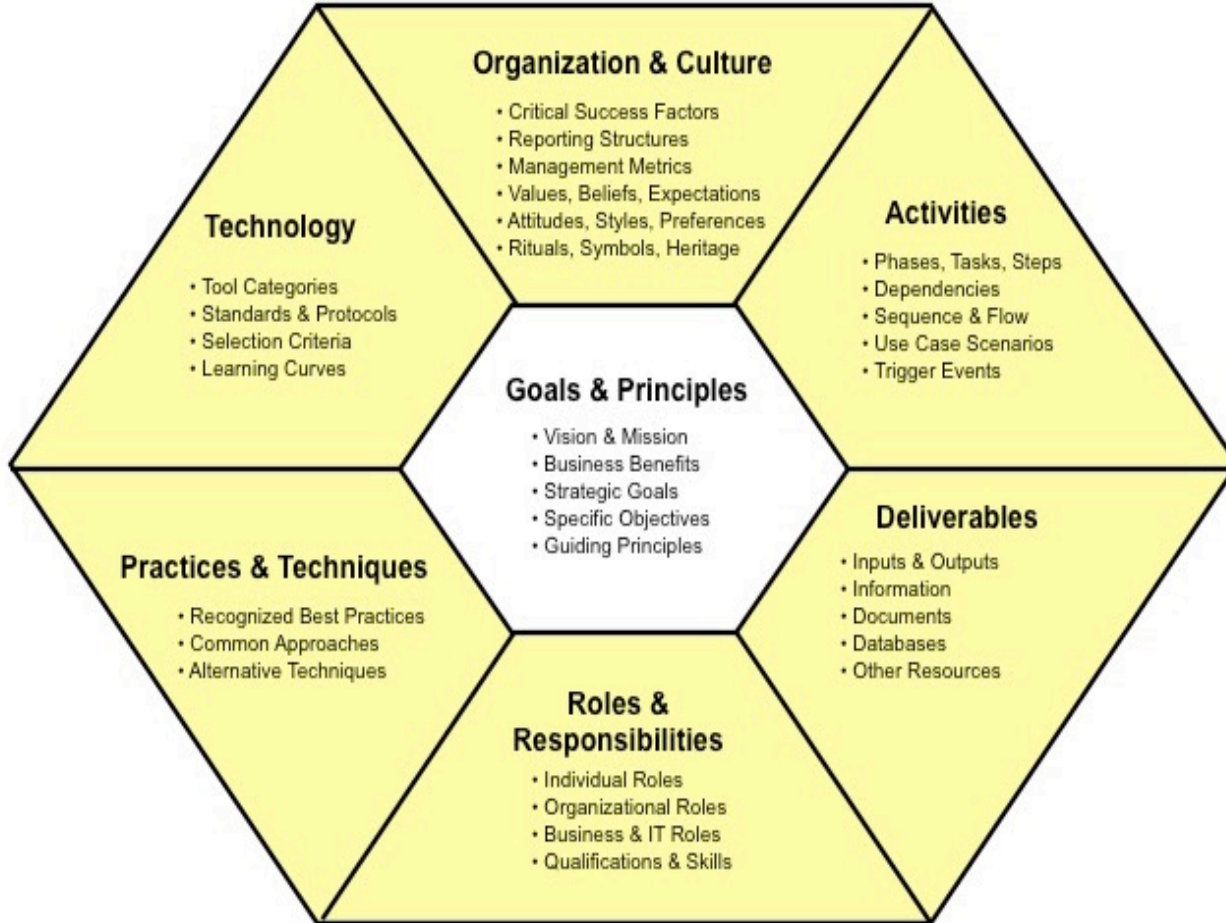 Organization & Culture
• Critical Success Factors
• Reporting Structures
• Management Metrics
• Values, Beliefs, Expectations
• Attitudes, Styles, Preferences
• Rituals, Symbols, Heritage
Technology
• Tool Categories
• Standards & Protocols
• Selection Criteria
• Learning Curves
Activities
• Phases, Tasks, Steps
• Dependencies
• Sequence & Flow
• Use Case Scenarios
• Trigger Events
Goals & Principles
• Vision & Mission
• Business Benefits
• Strategic Goals
• Specific Objectives
• Guiding Principles
Practices & Techniques
• Recognized Best Practices
• Common Approaches
• Alternative Techniques
Deliverables
• Inputs & Outputs
• Information
• Documents
• Databases
• Other Resources
Roles &
Responsibilities
• Individual Roles
• Organizational Roles
• Business & IT Roles
• Qualifications & Skills